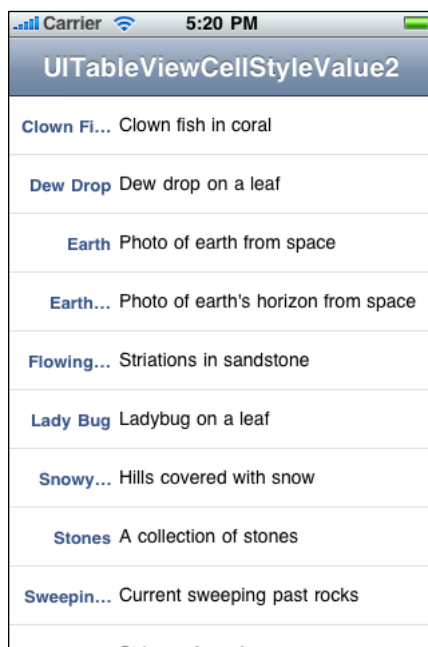 Carrier 5:20 PM
UITableViewCellStyleValue2
Clown Fi... Clown fish in coral
Dew Drop Dew drop on a leaf
Earth Photo of earth from space
Earth... Photo of earth's horizon from space
Flowing... Striations in sandstone
Lady Bug Ladybug on a leaf
Snowy... Hills covered with snow
Stones A collection of stones
Sweepin... Current sweeping past rocks